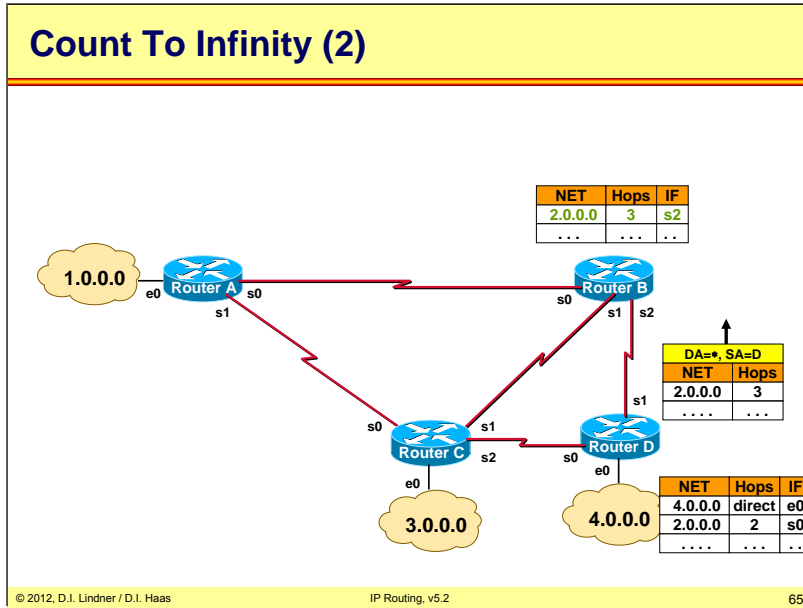 Count To Infinity (2)
NET Hops IF
2.0.0.0 3 s2
. . . . . . . .
1.0.0.0
e0
Router A
s0
s1
s0
Router B
s1
s2
DA=*, SA=D
NET Hops
2.0.0.0 3
. . . . . . .
s1
s0
Router C
s1
s2
e0
s0
Router D
e0
3.0.0.0
4.0.0.0
NET Hops IF
4.0.0.0 direct e0
2.0.0.0 2 s0
. . . . . . . . .
© 2012, D.I. Lindner / D.I. Haas
IP Routing, v5.2
65